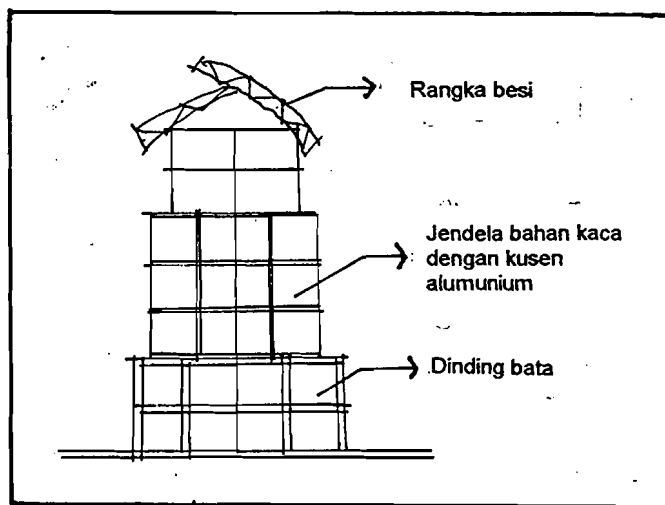 Rangka besi
Jendela bahan kaca
dengan kusen
alumunium
Dinding bata